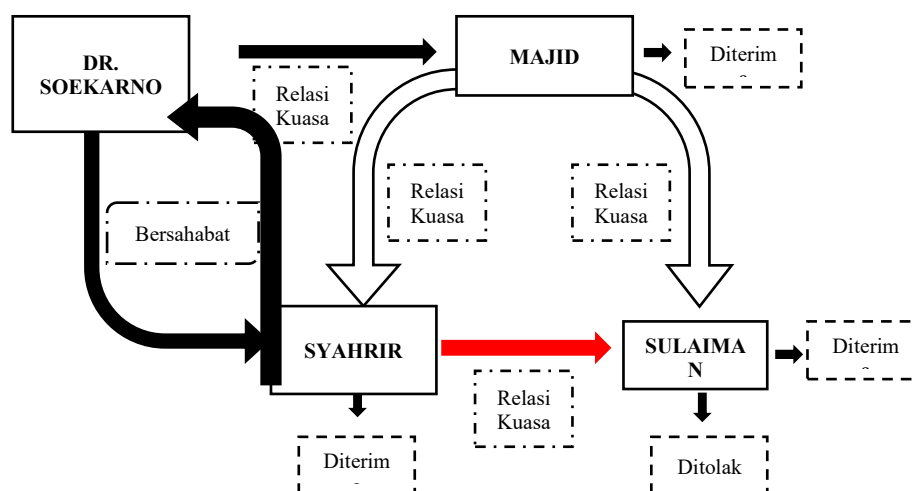 DR.
SOEKARNO
MAJID
Diterim
Relasi
Kuasa
Relasi
Kuasa
Relasi
Kuasa
Bersahabat
SYAHRIR
SULAIMA
N
Diterim
Relasi
Kuasa
Diterim
Ditolak